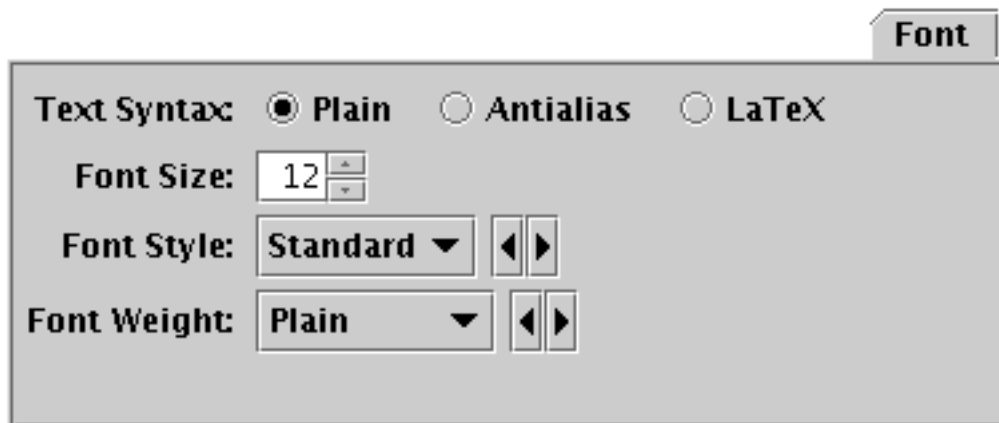 Font
Text Syntax: Plain Antialias LaTeX
Font Size: 12
Font Style: Standard
Font Weight: Plain